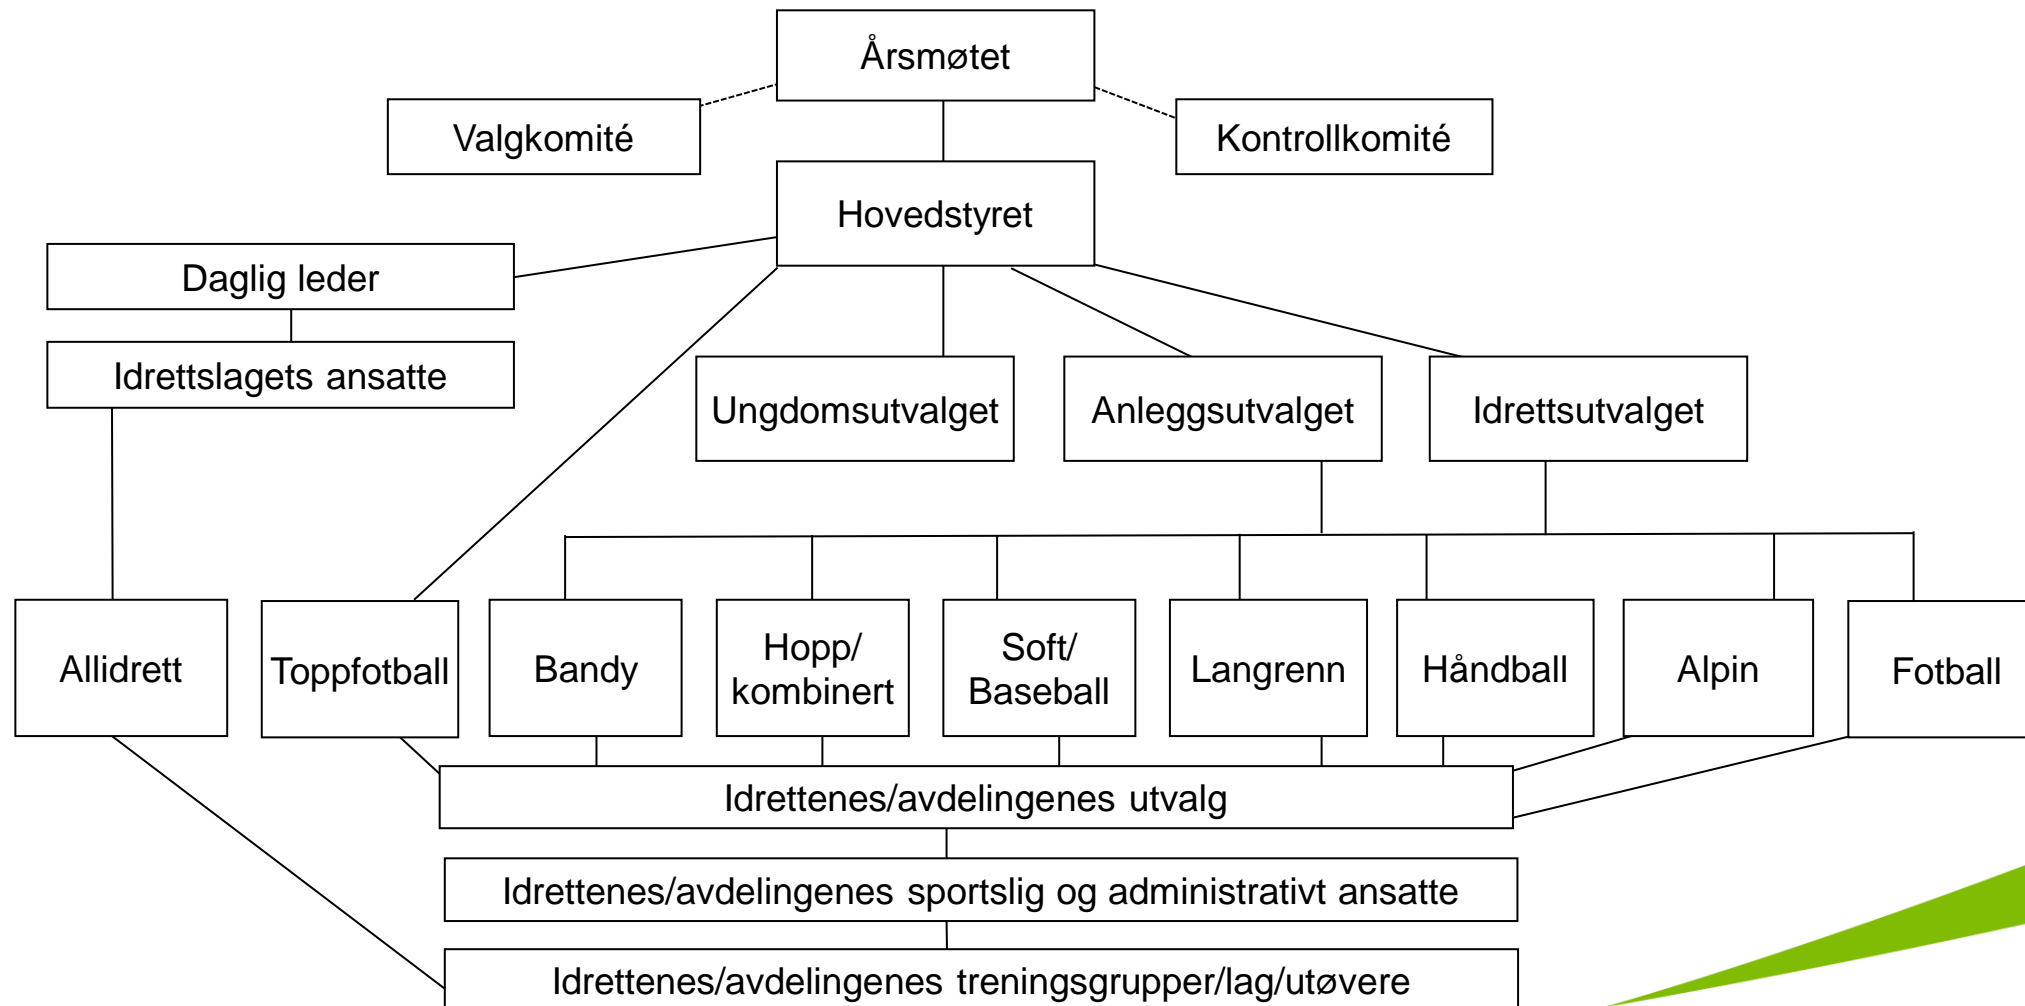 Årsmøtet
Valgkomité
Kontrollkomité
Hovedstyret
Daglig leder
Idrettslagets ansatte
Ungdomsutvalget
Anleggsutvalget
Idrettsutvalget
Allidrett
Toppfotball
Bandy
Hopp/
kombinert
Soft/
Baseball
Langrenn
Håndball
Alpin
Fotball
Idrettenes/avdelingenes utvalg
Idrettenes/avdelingenes sportslig og administrativt ansatte
Idrettenes/avdelingenes treningsgrupper/lag/utøvere